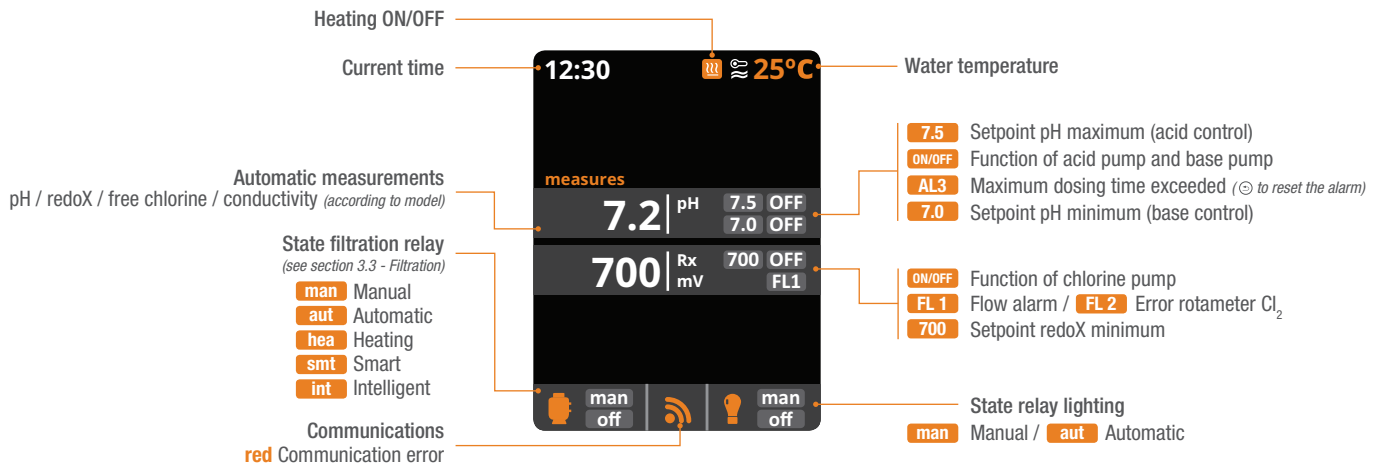 Heating ON/OFF
Current time
12:30
25ºC
Water temperature
measures
Automatic measurements
pH / redoX / free chlorine / conductivity (according to model)
7.2 pH 7.5 OFF
7.0 OFF
7.5 Setpoint pH maximum (acid control)
ON/OFF Function of acid pump and base pump
AL3 Maximum dosing time exceeded ( to reset the alarm)
7.0 Setpoint pH minimum (base control)
State filtration relay
(see section 3.3 - Filtration)
man Manual
aut Automatic
hea Heating
smt Smart
int Intelligent
700 Rx mV 700 OFF
FL1
ON/OFF Function of chlorine pump
FL 1 Flow alarm / FL 2 Error rotameter Cl2
700 Setpoint redoX minimum
man
off
man
off
Communications
red Communication error
State relay lighting
man Manual / aut Automatic